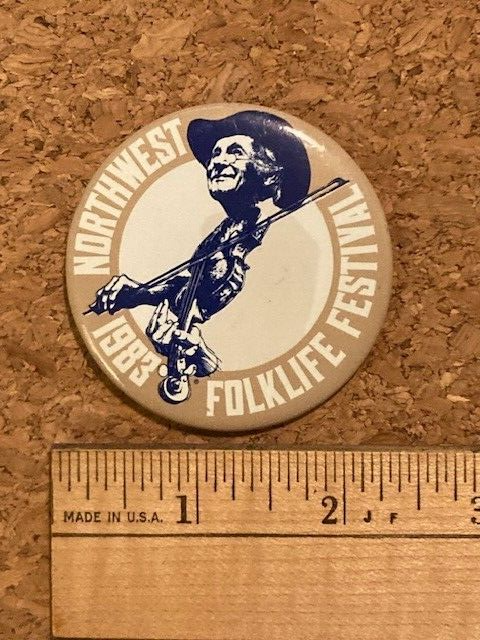 NORTHWEST
FOLKLIFE FESTIVAL
1983
MADE IN U.S.A. 1 2 J F 3